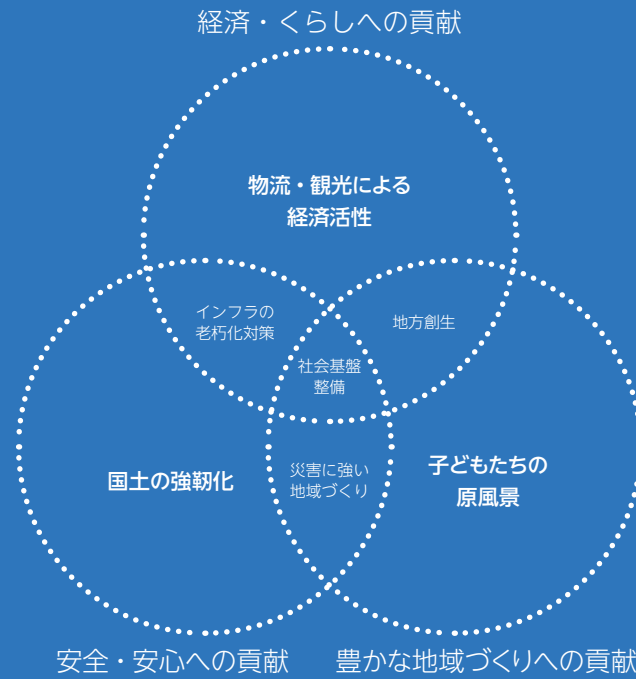 経済・くらしへの貢献
物流・観光による
経済活性
インフラの
老朽化対策
地方創生
社会基盤
整備
国土の強靭化
災害に強い
地域づくり
子どもたちの
原風景
安全・安心への貢献
豊かな地域づくりへの貢献